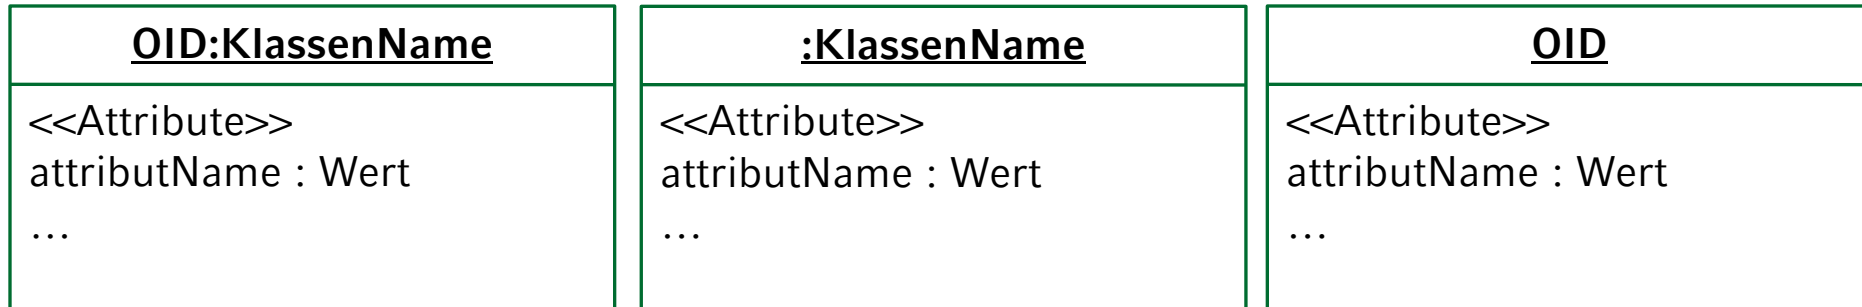 OID:KlassenName
<<Attribute>>
attributName : Wert
…
:KlassenName
<<Attribute>>
attributName : Wert
…
OID
<<Attribute>>
attributName : Wert
…